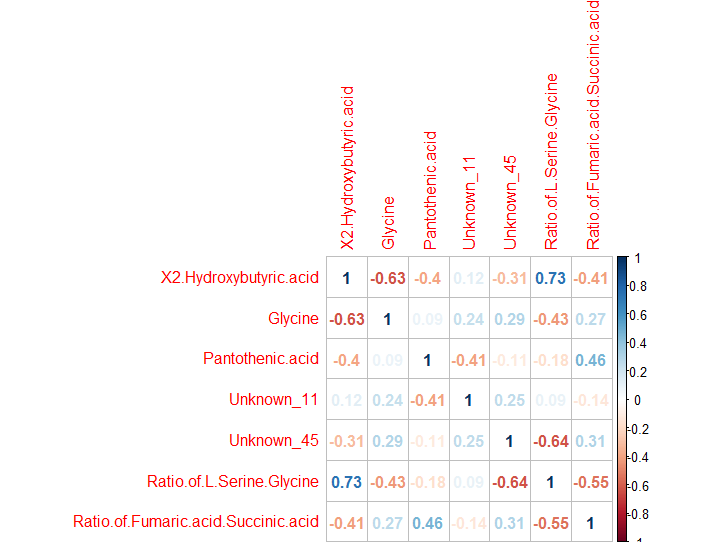 X2.Hydroxybutyric.acid
Glycine
Pantothenic.acid
Unknown_11
Unknown_45
Ratio.of.L.Serine.Glycine
Ratio.of.Fumaric.acid.Succinic.acid
X2.Hydroxybutyric.acid 1 -0.63 -0.4 0.12 -0.31 0.73 -0.41
Glycine -0.63 1 0.09 0.24 0.29 -0.43 0.27
Pantothenic.acid -0.4 0.09 1 -0.41 -0.11 -0.18 0.46
Unknown_11 0.12 0.24 -0.41 1 0.25 0.09 -0.14
Unknown_45 -0.31 0.29 -0.11 0.25 1 -0.64 0.31
Ratio.of.L.Serine.Glycine 0.73 -0.43 -0.18 0.09 -0.64 1 -0.55
Ratio.of.Fumaric.acid.Succinic.acid -0.41 0.27 0.46 -0.14 0.31 -0.55 1
1
0.8
0.6
0.4
0.2
0
-0.2
-0.4
-0.6
-0.8
-1